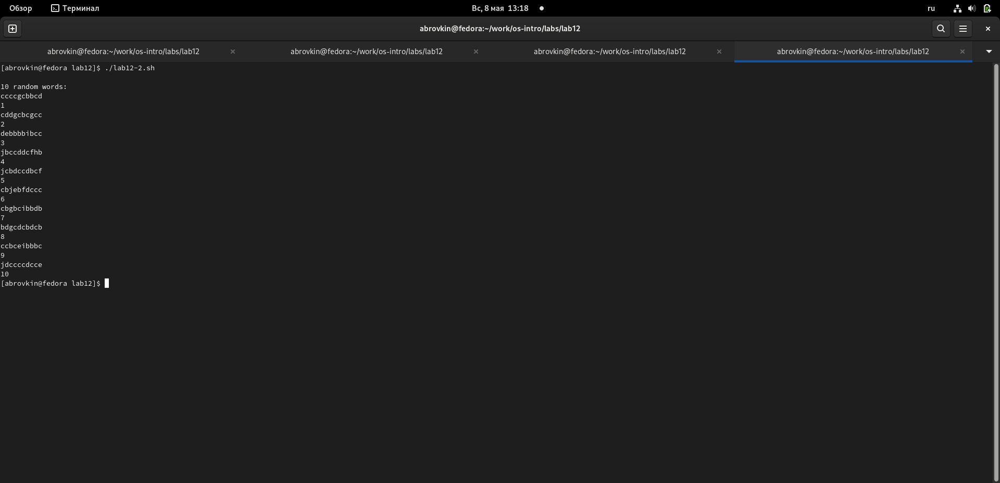 Обзор Терминал Вс, 8 мая 13:18 ru
abrovkin@fedora:~/work/os-intro/labs/lab12
abrovkin@fedora:~/work/os-intro/labs/lab12 abrovkin@fedora:~/work/os-intro/labs/lab12 abrovkin@fedora:~/work/os-intro/labs/lab12 abrovkin@fedora:~/work/os-intro/labs/lab12
[abrovkin@fedora lab12]$ ./lab12-2.sh
10 random words:
ccccgcbbcd
1
cddgcbcgcc
2
debbbbibcc
3
jbccddcfhb
4
jcbdccdbcf
5
cbjebfdccc
6
cbgbcibbdb
7
bdgcdcbdcb
8
ccbceibbbc
9
jdccccdcce
10
[abrovkin@fedora lab12]$